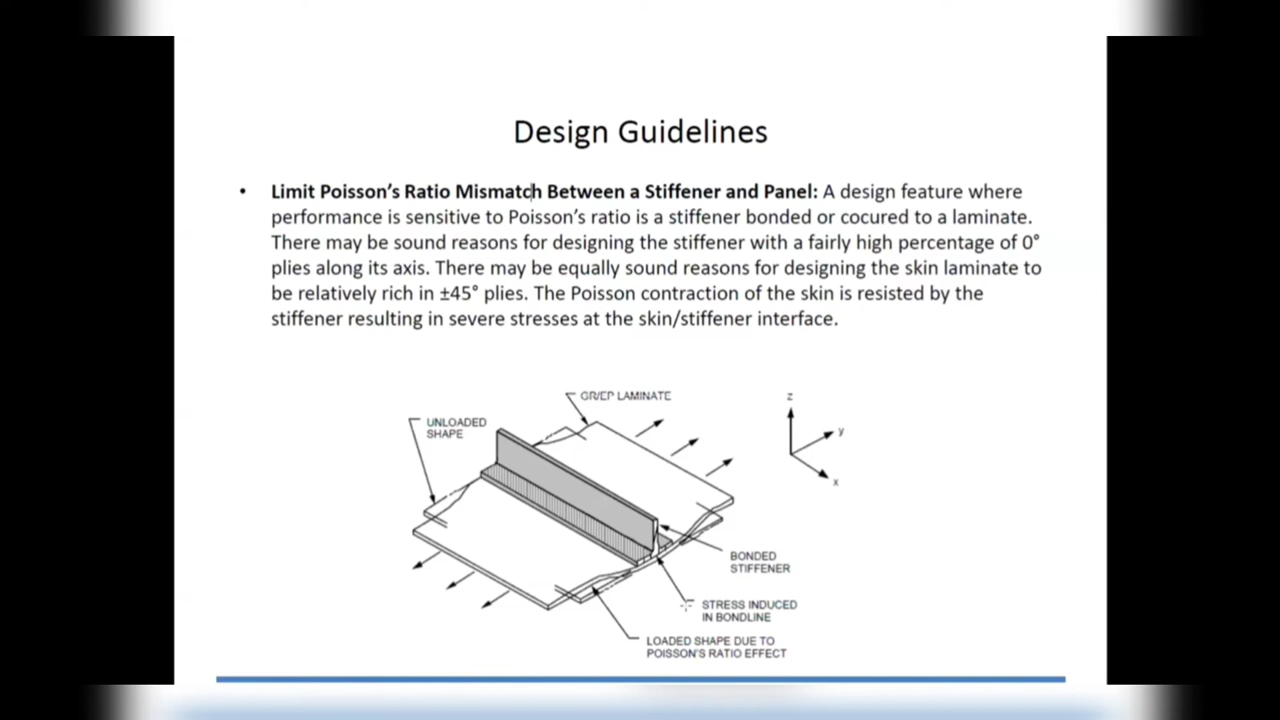 Design Guidelines
• Limit Poisson's Ratio Mismatch Between a Stiffener and Panel: A design feature where
performance is sensitive to Poisson's ratio is a stiffener bonded or cocured to a laminate.
There may be sound reasons for designing the stiffener with a fairly high percentage of 0°
plies along its axis. There may be equally sound reasons for designing the skin laminate to
be relatively rich in ±45° plies. The Poisson contraction of the skin is resisted by the
stiffener resulting in severe stresses at the skin/stiffener interface.
GR/EP LAMINATE
UNLOADED
SHAPE
z
y
x
BONDED
STIFFENER
STRESS INDUCED
IN BONDLINE
LOADED SHAPE DUE TO
POISSON'S RATIO EFFECT